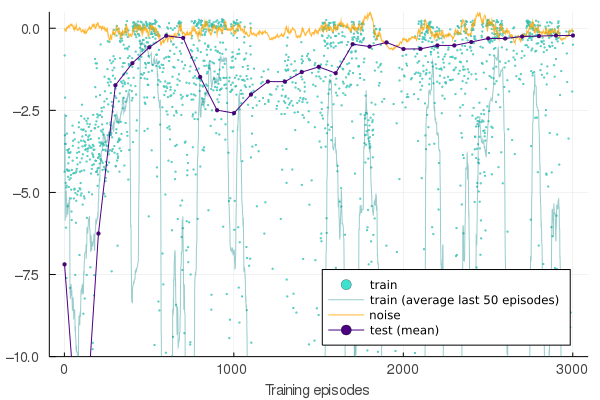 0.0
−2.5
−5.0
−7.5
−10.0
0
1000
2000
3000
Training episodes
train
train (average last 50 episodes)
noise
test (mean)